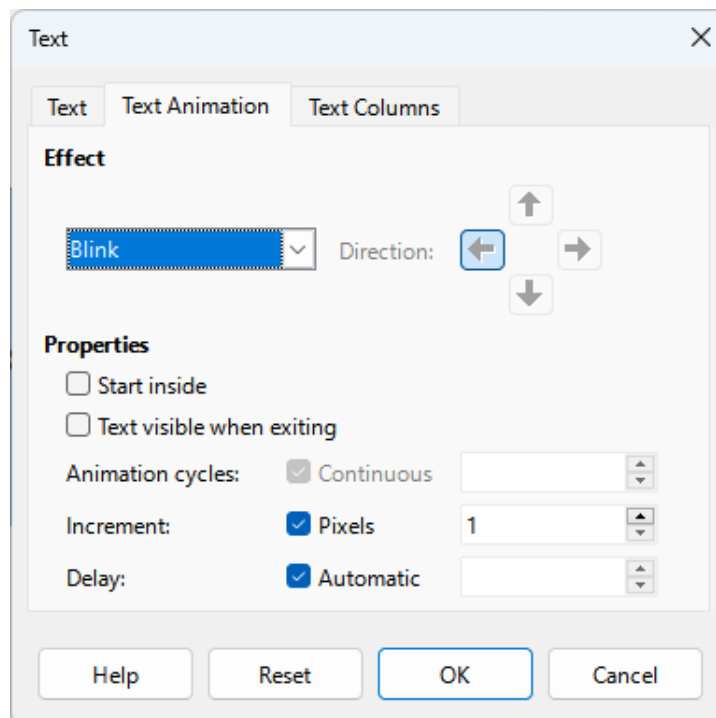 Text
Text Text Animation Text Columns
Effect
Blink Direction:
Properties
Start inside
Text visible when exiting
Animation cycles: Continuous
Increment: Pixels 1
Delay: Automatic
Help Reset OK Cancel